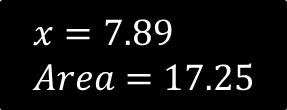 x = 7.89
Area = 17.25